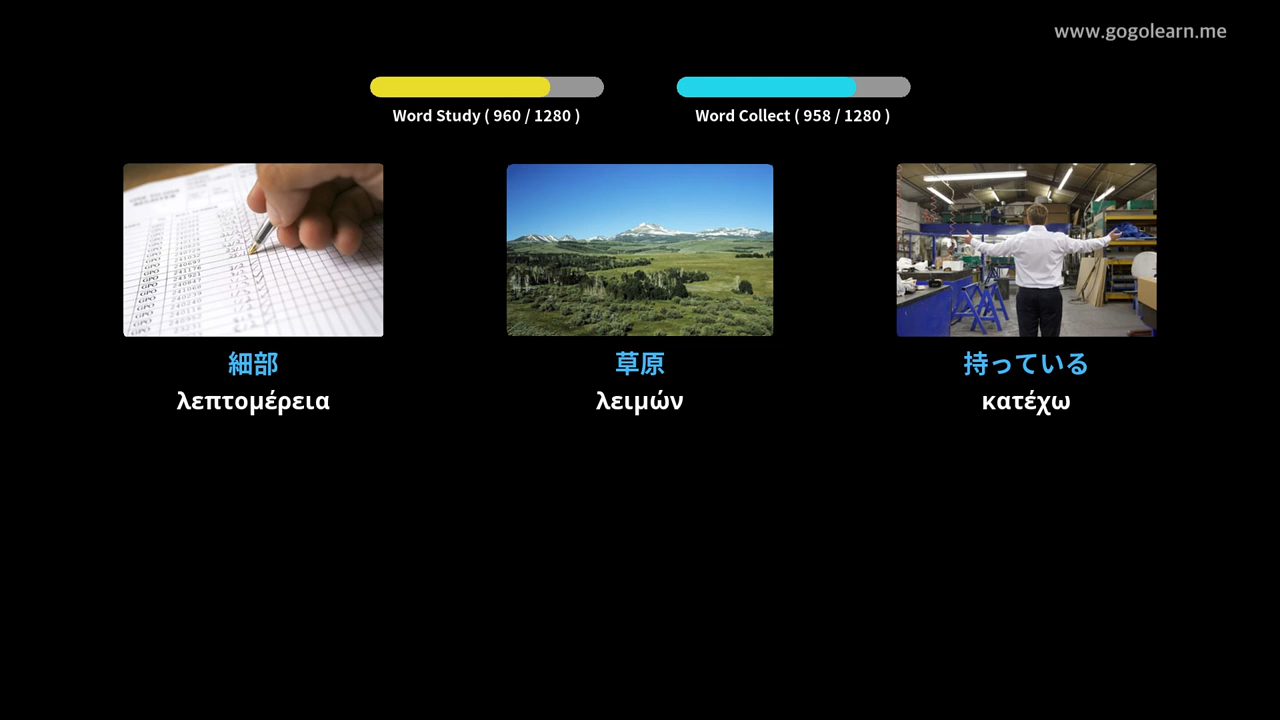 www.gogolearn.me
Word Study ( 960 / 1280 )
Word Collect ( 958 / 1280 )
細部
λεπτομέρεια
草原
λειμών
持っている
κατέχω